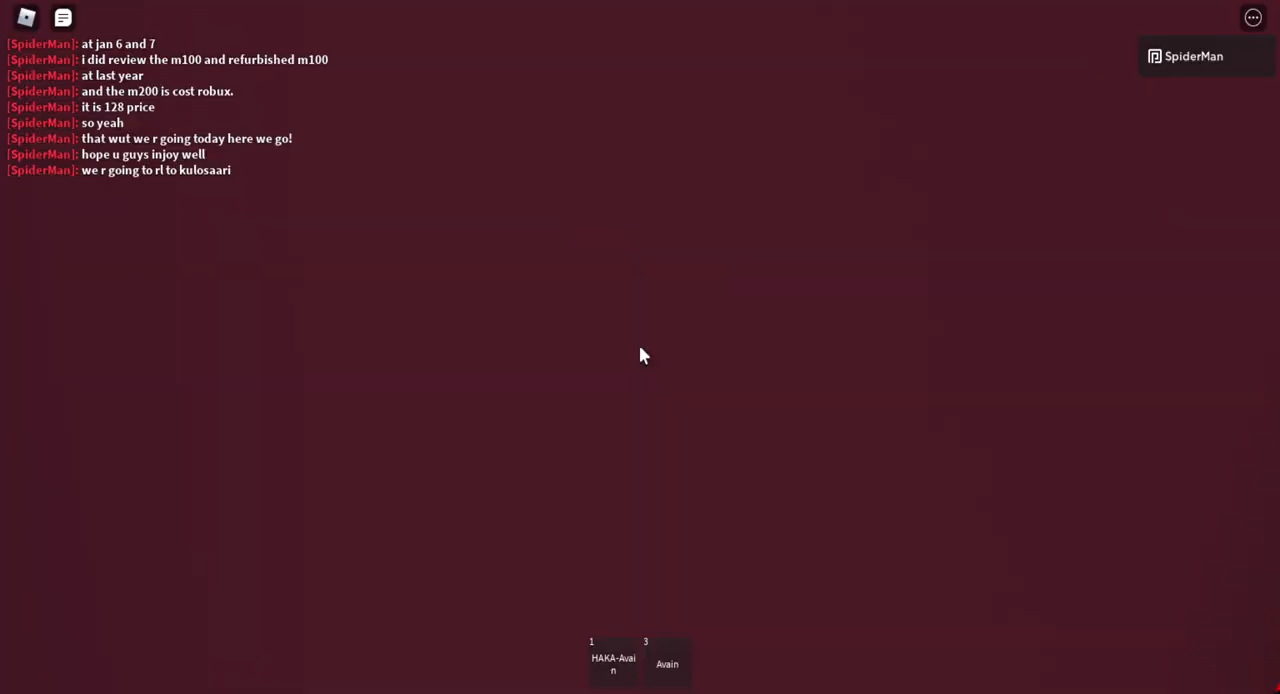 [SpiderMan]: at jan 6 and 7
[SpiderMan]: i did review the m100 and refurbished m100
SpiderMan
[SpiderMan]: at last year
[SpiderMan]: and the m200 is cost robux.
[SpiderMan]: it is 128 price
[SpiderMan]: so yeah
[SpiderMan]: that wut we r going today here we go!
[SpiderMan]: hope u guys injoy well
[SpiderMan]: we r going to rl to kulosaari
1
3
HAKA-Avai
n
Avain